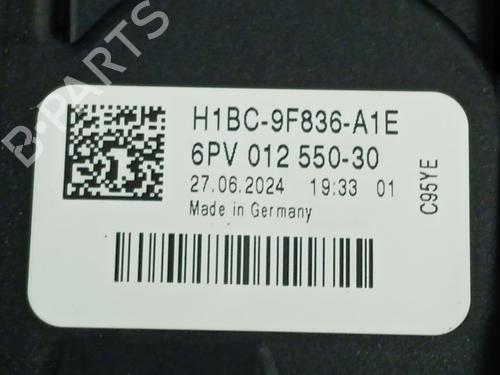 B-PARTS
H1BC-9F836-A1E
6PV 012 550-30
27.06.2024 19:33 01
Made in Germany
C95YE